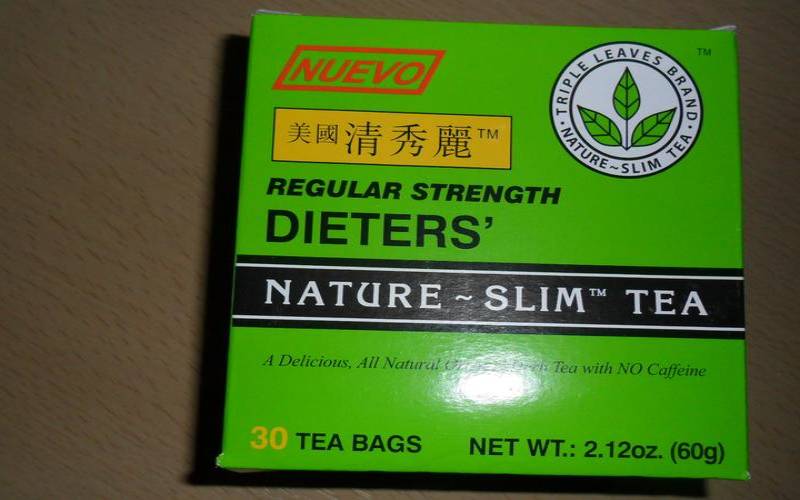 NUEVO
TRIPLE LEAVES BRAND
NATURE~SLIM TEA
TM
美國清秀麗™
REGULAR STRENGTH
DIETERS'
NATURE ~ SLIM™ TEA
A Delicious, All Natural Tea with NO Caffeine
30 TEA BAGS
NET WT.: 2.12oz. (60g)